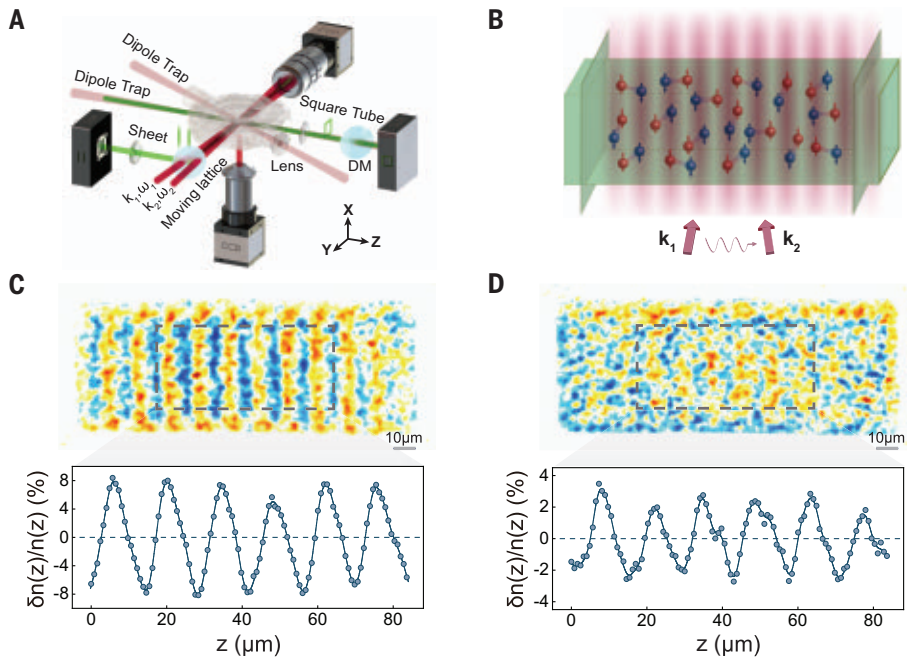 A
Dipole Trap
Dipole Trap
Square Tube
Sheet
Lens
DM
k₁,ω₁
k₂,ω₂
Moving lattice
X
Y
Z
B
k₁
k₂
C
10μm
δn(z)/n(z) (%)
8
4
0
-4
-8
0
20
40
60
80
z (μm)
D
10μm
δn(z)/n(z) (%)
4
2
0
-2
-4
0
20
40
60
80
z (μm)